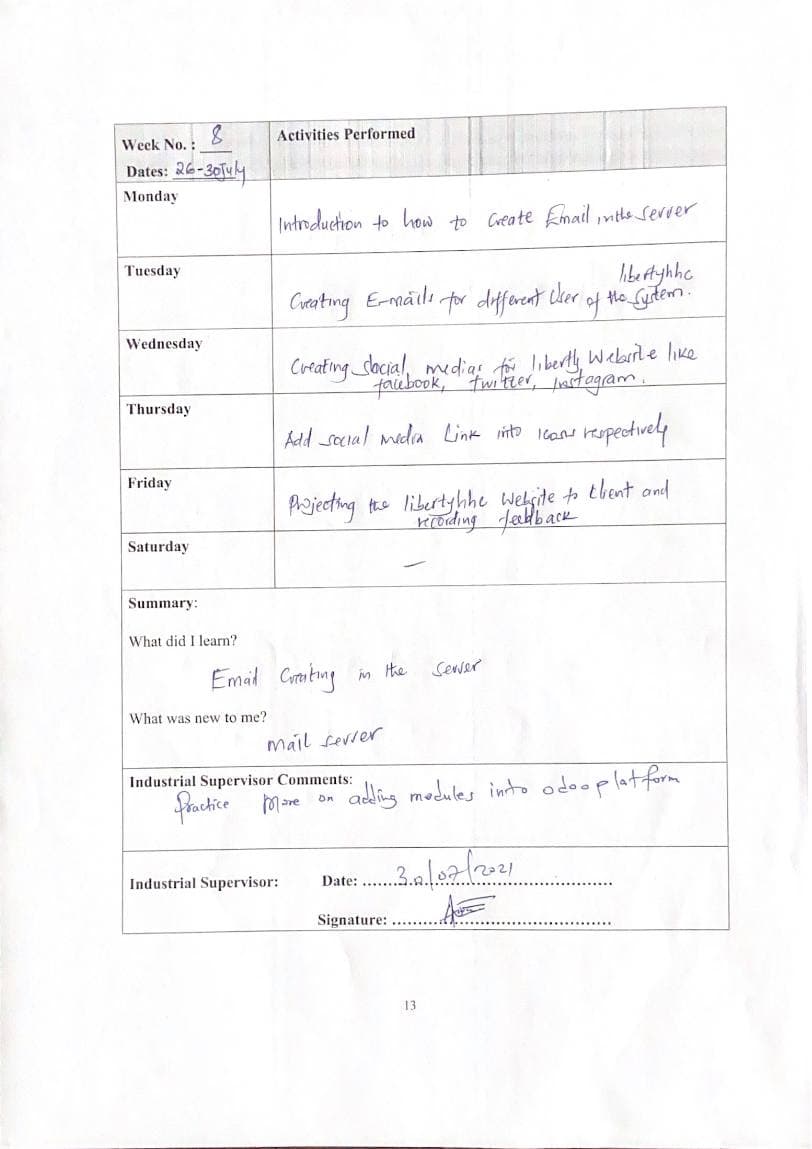 Week No. : 8
Activities Performed
Dates: 26-30July
Monday
Introduction to how to Create Email in the server
Tuesday
libertyhhc
Creating E-mails for different User of the System.
Wednesday
Creating social medias for liberty Website like
facebook, twitter, Instagram.
Thursday
Add social media Link into Icons respectively
Friday
Projecting the libertyhhc Website to Client and
recording feedback
Saturday
–
Summary:
What did I learn?
Email Creating in the server
What was new to me?
Mail server
Industrial Supervisor Comments:
Practice More on adding modules into odoo platform
Industrial Supervisor:
Date: ......30/07/2021..................
Signature: ..........................................
13